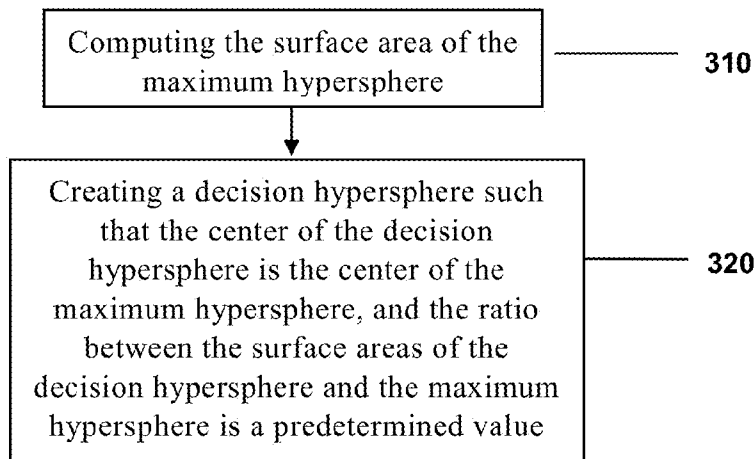 Computing the surface area of the
maximum hypersphere
310
Creating a decision hypersphere such
that the center of the decision
hypersphere is the center of the
maximum hypersphere, and the ratio
between the surface areas of the
decision hypersphere and the maximum
hypersphere is a predetermined value
320